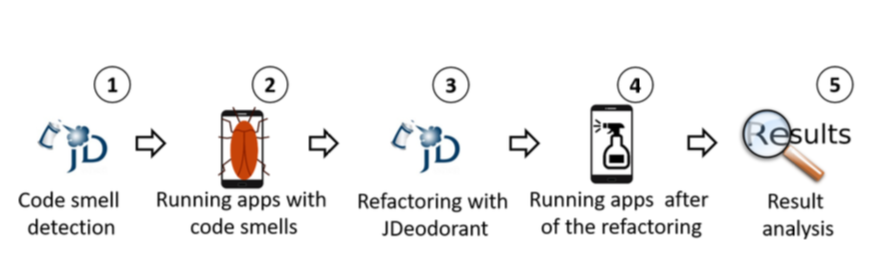 1
2
3
4
5
JD
JD
Results
Code smell
detection
Running apps with
code smells
Refactoring with
JDeodorant
Running apps after
of the refactoring
Result
analysis